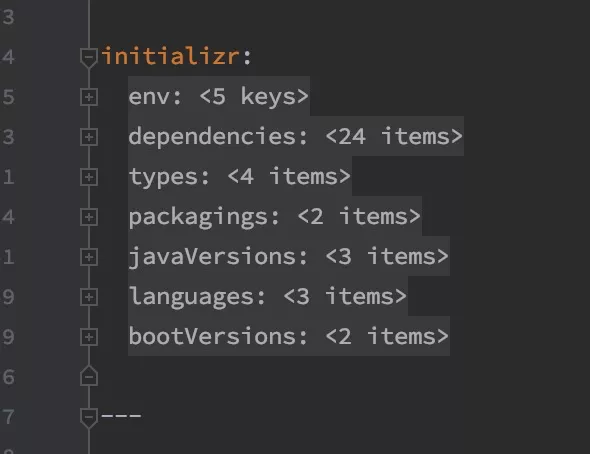 3
4 initializr:
5 env: <5 keys>
3 dependencies: <24 items>
1 types: <4 items>
4 packagings: <2 items>
1 javaVersions: <3 items>
9 languages: <3 items>
9 bootVersions: <2 items>
6
7 ---